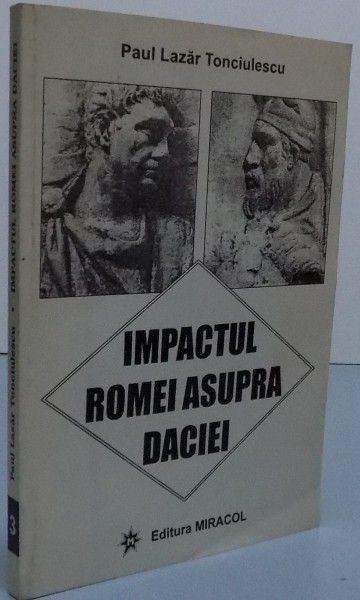 Paul Lazăr Tonciulescu
IMPACTUL
ROMEI ASUPRA
DACIEI
M
Editura MIRACOL
Paul Lazăr Tonciulescu • IMPACTUL ROMEI ASUPRA DACIEI
3